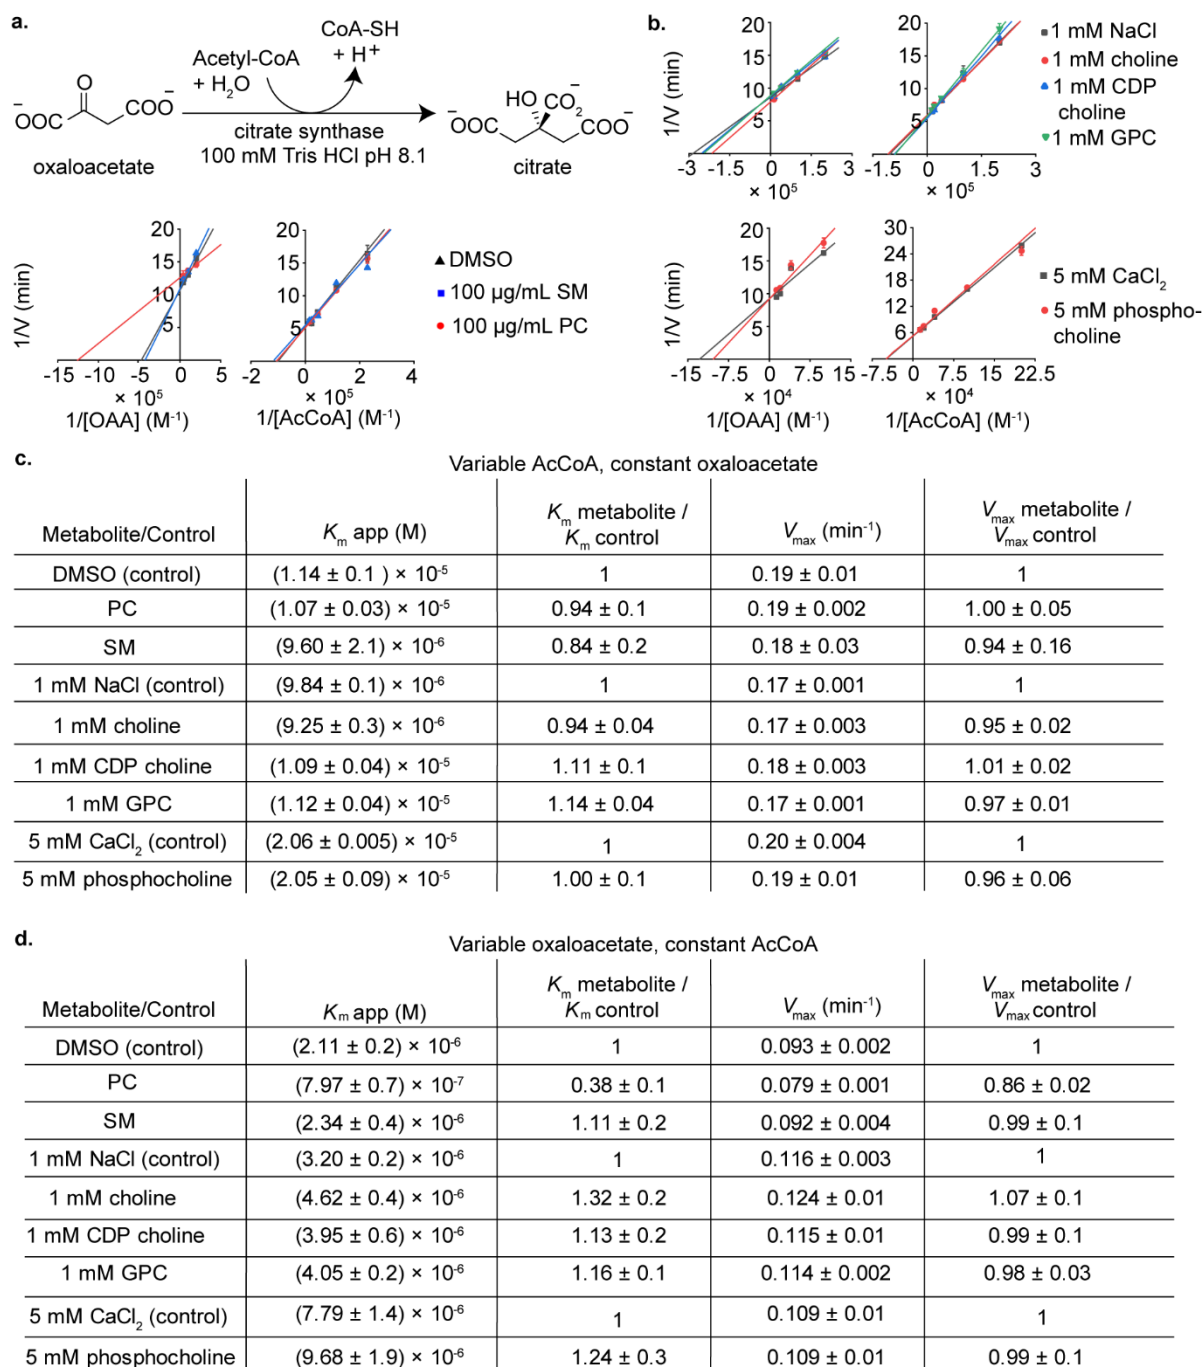 a.
Acetyl-CoA
+ H₂O
CoA-SH
+ H⁺
⁻OOC
COO⁻
O
oxaloacetate
citrate synthase
100 mM Tris HCl pH 8.1
HO
CO₂⁻
⁻OOC
COO⁻
citrate
1/V (min)
20
15
10
5
-15 -10 -5 0 5
× 10⁵
1/[OAA] (M⁻¹)
20
15
10
5
-2 0 2 4
× 10⁵
1/[AcCoA] (M⁻¹)
DMSO
100 µg/mL SM
100 µg/mL PC
b.
1/V (min)
20
15
10
5
-3 -1.5 0 1.5 3
× 10⁵
20
15
10
5
-3 -1.5 0 1.5 3
× 10⁵
1 mM NaCl
1 mM choline
1 mM CDP
choline
1 mM GPC
1/V (min)
20
15
10
5
-15 -7.5 0 7.5 15
× 10⁴
1/[OAA] (M⁻¹)
30
24
18
12
6
-7.5 0 7.5 15 22.5
× 10⁴
1/[AcCoA] (M⁻¹)
5 mM CaCl₂
5 mM phospho-
choline
c.
Variable AcCoA, constant oxaloacetate
Metabolite/Control Kₘ app (M) Kₘ metabolite / Kₘ control Vₘₐₓ (min⁻¹) Vₘₐₓ metabolite / Vₘₐₓ control
DMSO (control) (1.14 ± 0.1 ) × 10⁻⁵ 1 0.19 ± 0.01 1
PC (1.07 ± 0.03) × 10⁻⁵ 0.94 ± 0.1 0.19 ± 0.002 1.00 ± 0.05
SM (9.60 ± 2.1) × 10⁻⁶ 0.84 ± 0.2 0.18 ± 0.03 0.94 ± 0.16
1 mM NaCl (control) (9.84 ± 0.1) × 10⁻⁶ 1 0.17 ± 0.001 1
1 mM choline (9.25 ± 0.3) × 10⁻⁶ 0.94 ± 0.04 0.17 ± 0.003 0.95 ± 0.02
1 mM CDP choline (1.09 ± 0.04) × 10⁻⁵ 1.11 ± 0.1 0.18 ± 0.003 1.01 ± 0.02
1 mM GPC (1.12 ± 0.04) × 10⁻⁵ 1.14 ± 0.04 0.17 ± 0.001 0.97 ± 0.01
5 mM CaCl₂ (control) (2.06 ± 0.005) × 10⁻⁵ 1 0.20 ± 0.004 1
5 mM phosphocholine (2.05 ± 0.09) × 10⁻⁵ 1.00 ± 0.1 0.19 ± 0.01 0.96 ± 0.06
d.
Variable oxaloacetate, constant AcCoA
Metabolite/Control Kₘ app (M) Kₘ metabolite / Kₘ control Vₘₐₓ (min⁻¹) Vₘₐₓ metabolite / Vₘₐₓ control
DMSO (control) (2.11 ± 0.2) × 10⁻⁶ 1 0.093 ± 0.002 1
PC (7.97 ± 0.7) × 10⁻⁷ 0.38 ± 0.1 0.079 ± 0.001 0.86 ± 0.02
SM (2.34 ± 0.4) × 10⁻⁶ 1.11 ± 0.2 0.092 ± 0.004 0.99 ± 0.1
1 mM NaCl (control) (3.20 ± 0.2) × 10⁻⁶ 1 0.116 ± 0.003 1
1 mM choline (4.62 ± 0.4) × 10⁻⁶ 1.32 ± 0.2 0.124 ± 0.01 1.07 ± 0.1
1 mM CDP choline (3.95 ± 0.6) × 10⁻⁶ 1.13 ± 0.2 0.115 ± 0.01 0.99 ± 0.1
1 mM GPC (4.05 ± 0.2) × 10⁻⁶ 1.16 ± 0.1 0.114 ± 0.002 0.98 ± 0.03
5 mM CaCl₂ (control) (7.79 ± 1.4) × 10⁻⁶ 1 0.109 ± 0.01 1
5 mM phosphocholine (9.68 ± 1.9) × 10⁻⁶ 1.24 ± 0.3 0.109 ± 0.01 0.99 ± 0.1